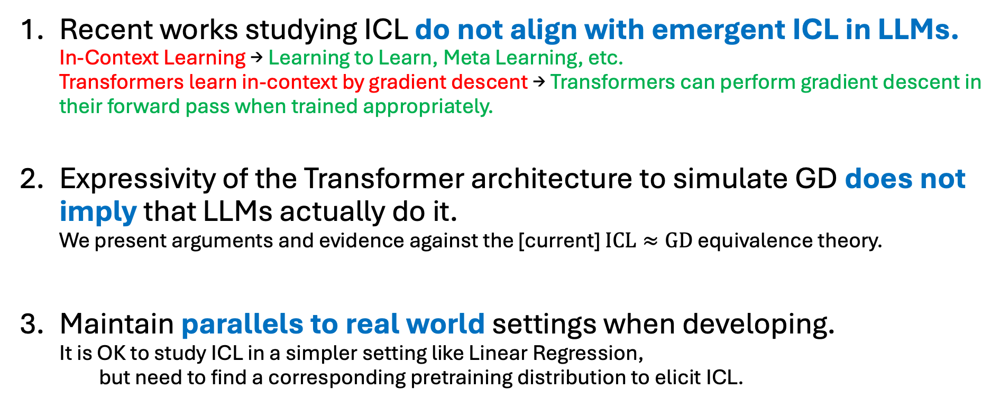 1. Recent works studying ICL do not align with emergent ICL in LLMs.
In-Context Learning → Learning to Learn, Meta Learning, etc.
Transformers learn in-context by gradient descent → Transformers can perform gradient descent in
their forward pass when trained appropriately.
2. Expressivity of the Transformer architecture to simulate GD does not
imply that LLMs actually do it.
We present arguments and evidence against the [current] ICL ≈ GD equivalence theory.
3. Maintain parallels to real world settings when developing.
It is OK to study ICL in a simpler setting like Linear Regression,
but need to find a corresponding pretraining distribution to elicit ICL.